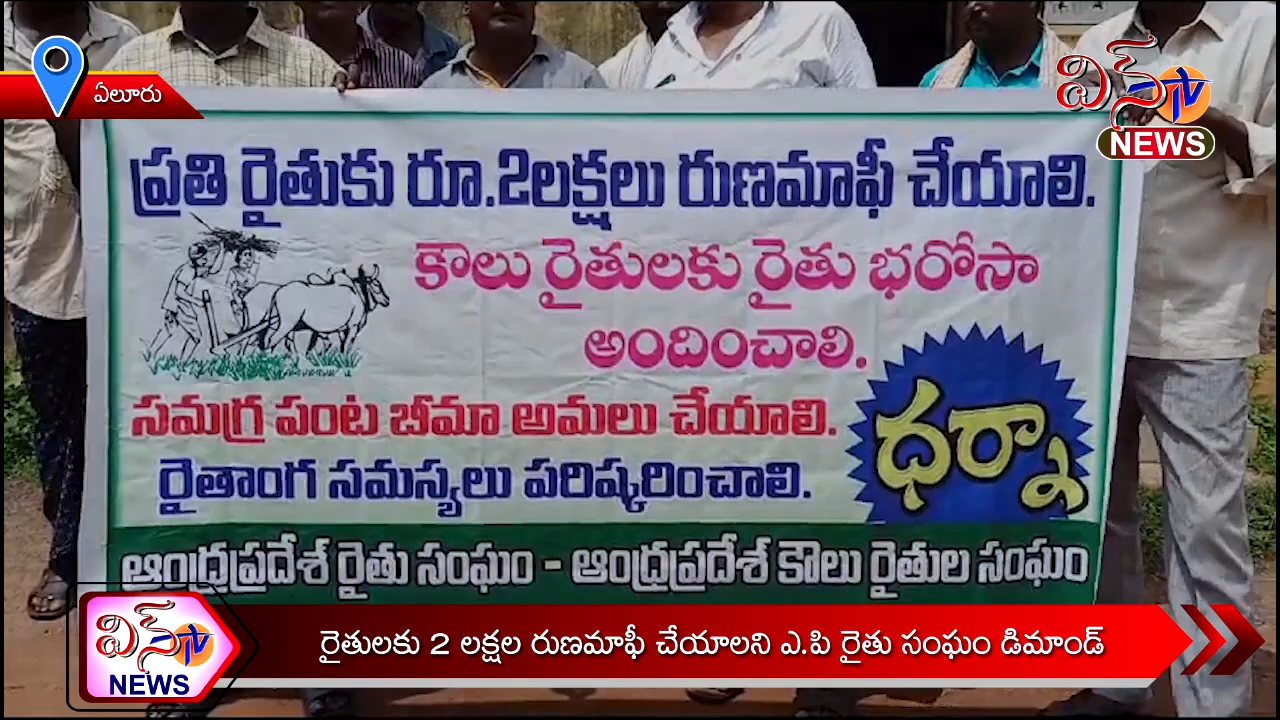 ఏలూరు
విన్ TV
NEWS
ప్రతి రైతుకు రూ.2లక్షలు రుణమాఫీ చేయాలి.
కౌలు రైతులకు రైతు భరోసా
అందించాలి.
సమగ్ర పంట బీమా అమలు చేయాలి.
ధర్నా
రైతాంగ సమస్యలు పరిష్కరించాలి.
ఆంధ్రప్రదేశ్ రైతు సంఘం - ఆంధ్రప్రదేశ్ కౌలు రైతుల సంఘం
విన్ TV
NEWS
రైతులకు 2 లక్షల రుణమాఫీ చేయాలని ఎ.పి రైతు సంఘం డిమాండ్